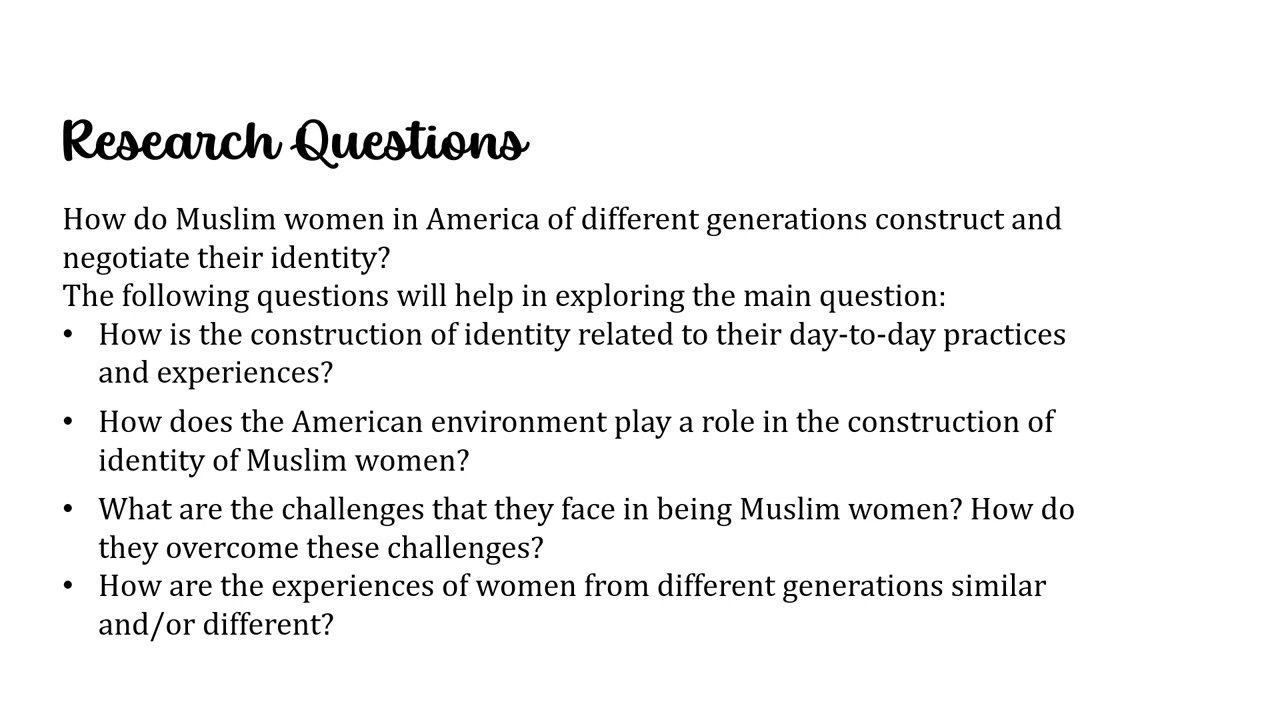 Research Questions
How do Muslim women in America of different generations construct and
negotiate their identity?
The following questions will help in exploring the main question:
• How is the construction of identity related to their day-to-day practices
and experiences?
• How does the American environment play a role in the construction of
identity of Muslim women?
• What are the challenges that they face in being Muslim women? How do
they overcome these challenges?
• How are the experiences of women from different generations similar
and/or different?